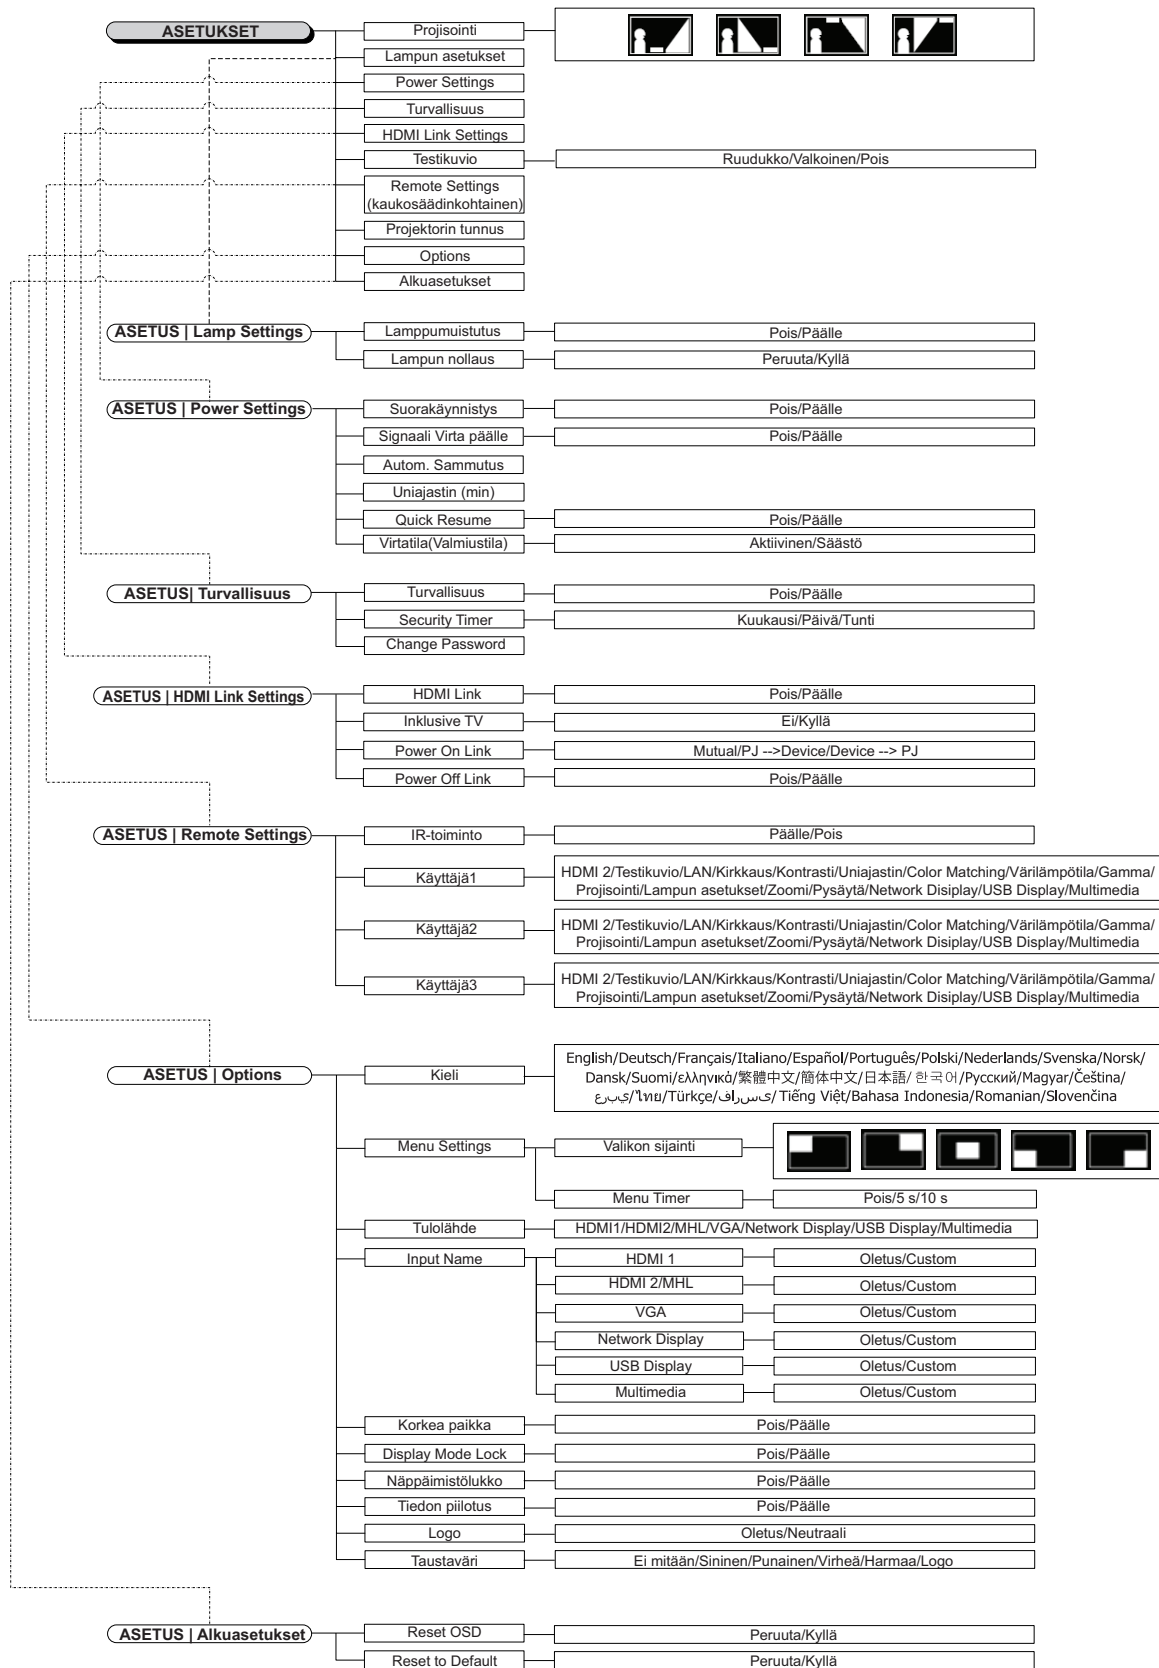 ASETUKSET
Projisointi
Lampun asetukset
Power Settings
Turvallisuus
HDMI Link Settings
Testikuvio
Ruudukko/Valkoinen/Pois
Remote Settings
(kaukosäädinkohtainen)
Projektorin tunnus
Options
Alkuasetukset
ASETUS | Lamp Settings
Lamppumuistutus
Pois/Päälle
Lampun nollaus
Peruuta/Kyllä
ASETUS | Power Settings
Suorakäynnistys
Pois/Päälle
Signaali Virta päälle
Pois/Päälle
Autom. Sammutus
Uniajastin (min)
Quick Resume
Pois/Päälle
Virtatila(Valmiustila)
Aktiivinen/Säästö
ASETUS| Turvallisuus
Turvallisuus
Pois/Päälle
Security Timer
Kuukausi/Päivä/Tunti
Change Password
ASETUS | HDMI Link Settings
HDMI Link
Pois/Päälle
Inklusive TV
Ei/Kyllä
Power On Link
Mutual/PJ -->Device/Device --> PJ
Power Off Link
Pois/Päälle
ASETUS | Remote Settings
IR-toiminto
Päälle/Pois
Käyttäjä1
HDMI 2/Testikuvio/LAN/Kirkkaus/Kontrasti/Uniajastin/Color Matching/Värilämpötila/Gamma/
Projisointi/Lampun asetukset/Zoomi/Pysäytä/Network Disiplay/USB Display/Multimedia
Käyttäjä2
HDMI 2/Testikuvio/LAN/Kirkkaus/Kontrasti/Uniajastin/Color Matching/Värilämpötila/Gamma/
Projisointi/Lampun asetukset/Zoomi/Pysäytä/Network Disiplay/USB Display/Multimedia
Käyttäjä3
HDMI 2/Testikuvio/LAN/Kirkkaus/Kontrasti/Uniajastin/Color Matching/Värilämpötila/Gamma/
Projisointi/Lampun asetukset/Zoomi/Pysäytä/Network Disiplay/USB Display/Multimedia
ASETUS | Options
Kieli
English/Deutsch/Français/Italiano/Español/Português/Polski/Nederlands/Svenska/Norsk/
Dansk/Suomi/ελληνικά/繁體中文/簡体中文/日本語/ 한국어/Русский/Magyar/Čeština/
ي‌ب‌ر‌ع/ไทย/Türkçe/ی‌س‌ر‌ا‌ف/ Tiếng Việt/Bahasa Indonesia/Romanian/Slovenčina
Menu Settings
Valikon sijainti
Menu Timer
Pois/5 s/10 s
Tulolähde
HDMI1/HDMI2/MHL/VGA/Network Display/USB Display/Multimedia
Input Name
HDMI 1
Oletus/Custom
HDMI 2/MHL
Oletus/Custom
VGA
Oletus/Custom
Network Display
Oletus/Custom
USB Display
Oletus/Custom
Multimedia
Oletus/Custom
Korkea paikka
Pois/Päälle
Display Mode Lock
Pois/Päälle
Näppäimistölukko
Pois/Päälle
Tiedon piilotus
Pois/Päälle
Logo
Oletus/Neutraali
Taustaväri
Ei mitään/Sininen/Punainen/Virheä/Harmaa/Logo
ASETUS | Alkuasetukset
Reset OSD
Peruuta/Kyllä
Reset to Default
Peruuta/Kyllä